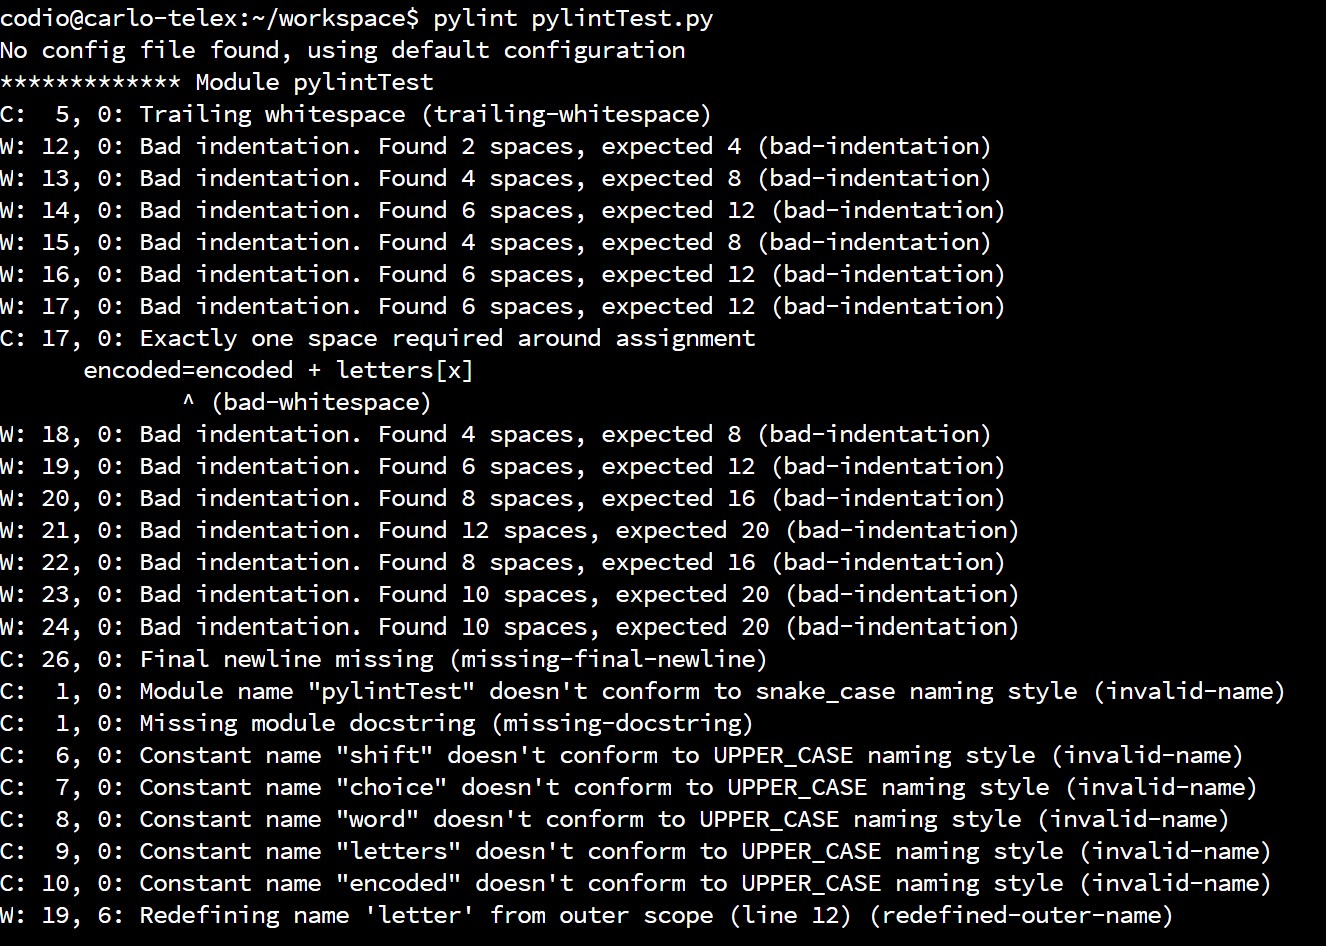 codio@carlo-telex:~/workspace$ pylint pylintTest.py
No config file found, using default configuration
************* Module pylintTest
C:  5, 0: Trailing whitespace (trailing-whitespace)
W: 12, 0: Bad indentation. Found 2 spaces, expected 4 (bad-indentation)
W: 13, 0: Bad indentation. Found 4 spaces, expected 8 (bad-indentation)
W: 14, 0: Bad indentation. Found 6 spaces, expected 12 (bad-indentation)
W: 15, 0: Bad indentation. Found 4 spaces, expected 8 (bad-indentation)
W: 16, 0: Bad indentation. Found 6 spaces, expected 12 (bad-indentation)
W: 17, 0: Bad indentation. Found 6 spaces, expected 12 (bad-indentation)
C: 17, 0: Exactly one space required around assignment
      encoded=encoded + letters[x]
             ^ (bad-whitespace)
W: 18, 0: Bad indentation. Found 4 spaces, expected 8 (bad-indentation)
W: 19, 0: Bad indentation. Found 6 spaces, expected 12 (bad-indentation)
W: 20, 0: Bad indentation. Found 8 spaces, expected 16 (bad-indentation)
W: 21, 0: Bad indentation. Found 12 spaces, expected 20 (bad-indentation)
W: 22, 0: Bad indentation. Found 8 spaces, expected 16 (bad-indentation)
W: 23, 0: Bad indentation. Found 10 spaces, expected 20 (bad-indentation)
W: 24, 0: Bad indentation. Found 10 spaces, expected 20 (bad-indentation)
C: 26, 0: Final newline missing (missing-final-newline)
C:  1, 0: Module name "pylintTest" doesn't conform to snake_case naming style (invalid-name)
C:  1, 0: Missing module docstring (missing-docstring)
C:  6, 0: Constant name "shift" doesn't conform to UPPER_CASE naming style (invalid-name)
C:  7, 0: Constant name "choice" doesn't conform to UPPER_CASE naming style (invalid-name)
C:  8, 0: Constant name "word" doesn't conform to UPPER_CASE naming style (invalid-name)
C:  9, 0: Constant name "letters" doesn't conform to UPPER_CASE naming style (invalid-name)
C: 10, 0: Constant name "encoded" doesn't conform to UPPER_CASE naming style (invalid-name)
W: 19, 6: Redefining name 'letter' from outer scope (line 12) (redefined-outer-name)